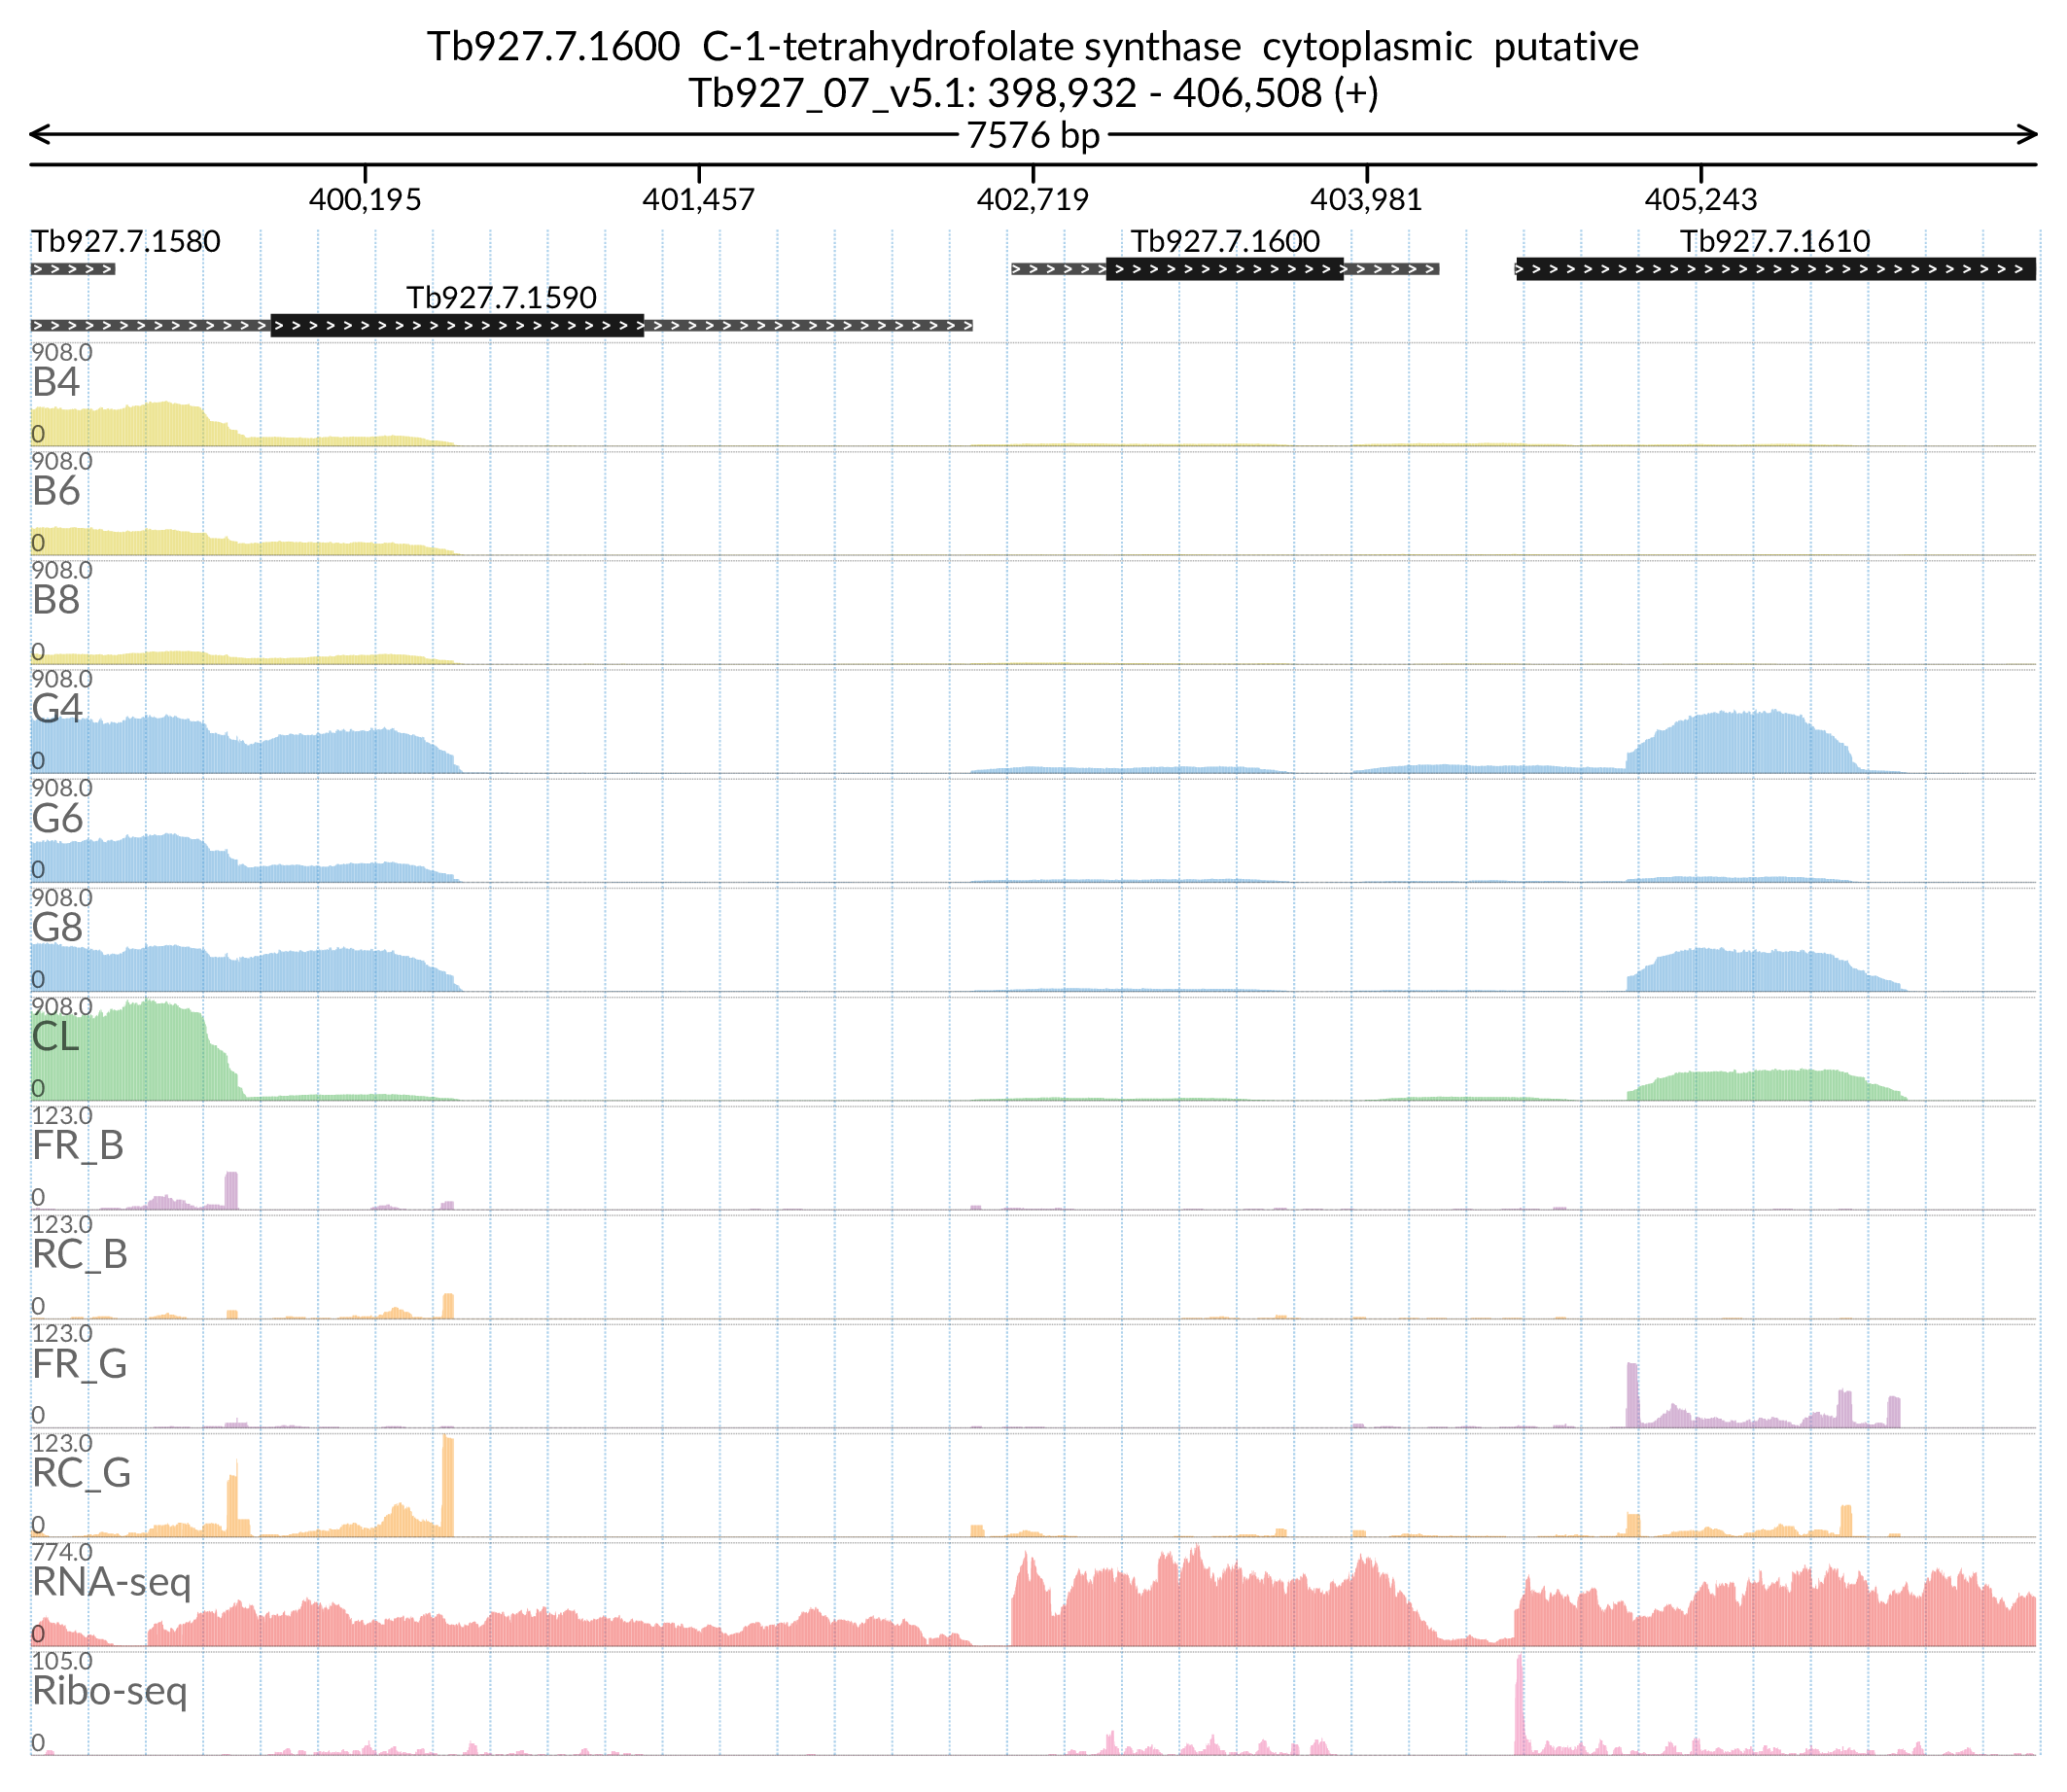 Tb927.7.1600 C-1-tetrahydrofolate synthase cytoplasmic putative
Tb927_07_v5.1: 398,932 - 406,508 (+)
7576 bp
400,195 401,457 402,719 403,981 405,243
Tb927.7.1580 Tb927.7.1600 Tb927.7.1610
Tb927.7.1590
908.0
B4
0
908.0
B6
0
908.0
B8
0
908.0
G4
0
908.0
G6
0
908.0
G8
0
908.0
CL
0
123.0
FR_B
0
123.0
RC_B
0
123.0
FR_G
0
123.0
RC_G
0
774.0
RNA-seq
0
105.0
Ribo-seq
0